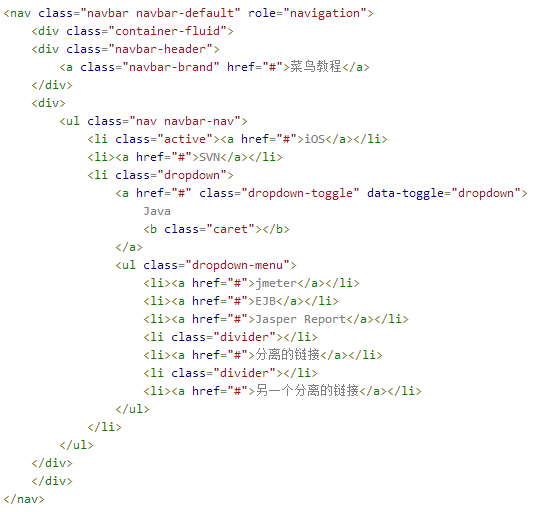 <nav class="navbar navbar-default" role="navigation">
    <div class="container-fluid">
    <div class="navbar-header">
        <a class="navbar-brand" href="#">菜鸟教程</a>
    </div>
    <div>
        <ul class="nav navbar-nav">
            <li class="active"><a href="#">iOS</a></li>
            <li><a href="#">SVN</a></li>
            <li class="dropdown">
                <a href="#" class="dropdown-toggle" data-toggle="dropdown">
                    Java
                    <b class="caret"></b>
                </a>
                <ul class="dropdown-menu">
                    <li><a href="#">jmeter</a></li>
                    <li><a href="#">EJB</a></li>
                    <li><a href="#">Jasper Report</a></li>
                    <li class="divider"></li>
                    <li><a href="#">分离的链接</a></li>
                    <li class="divider"></li>
                    <li><a href="#">另一个分离的链接</a></li>
                </ul>
            </li>
        </ul>
    </div>
    </div>
</nav>